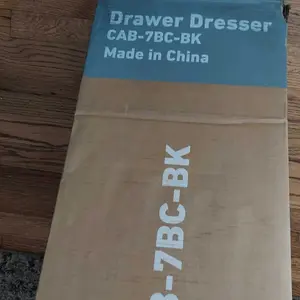 Drawer Dresser
CAB-7BC-BK
Made in China
B-7BC-BK